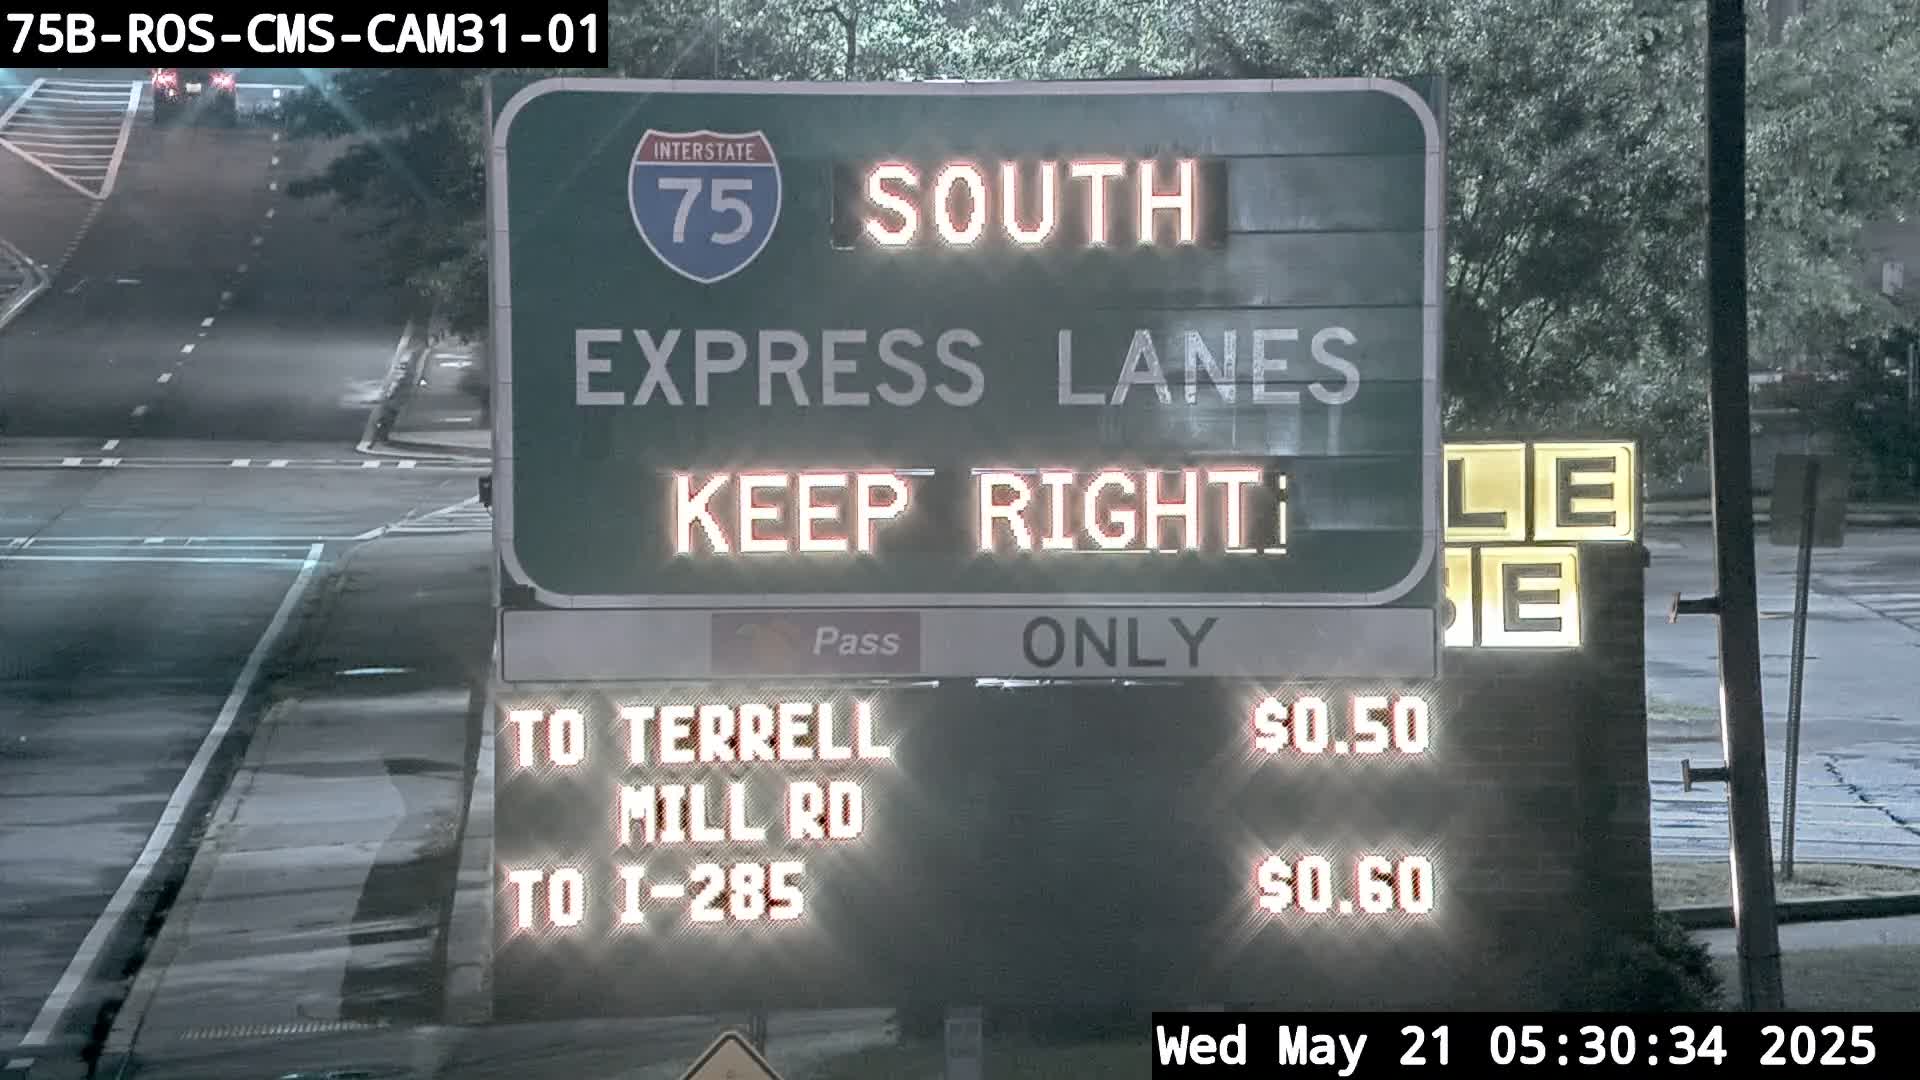 75B-ROS-CMS-CAM31-01
INTERSTATE
75
SOUTH
EXPRESS LANES
KEEP RIGHT
Pass ONLY
LE
E
TO TERRELL $0.50
MILL RD
TO I-285 $0.60
Wed May 21 05:30:34 2025